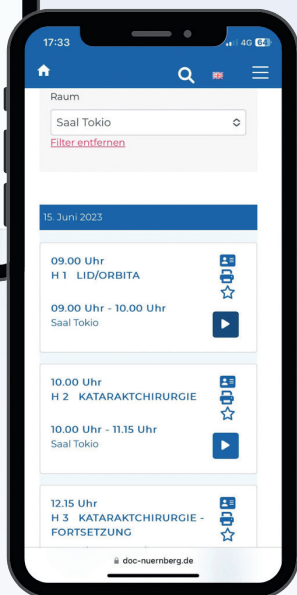 17:33
4G 64
Raum
Saal Tokio
Filter entfernen
15. Juni 2023
09.00 Uhr
H 1 LID/ORBITA
09.00 Uhr - 10.00 Uhr
Saal Tokio
10.00 Uhr
H 2 KATARAKTCHIRURGIE
10.00 Uhr - 11.15 Uhr
Saal Tokio
12.15 Uhr
H 3 KATARAKTCHIRURGIE -
FORTSETZUNG
doc-nuernberg.de